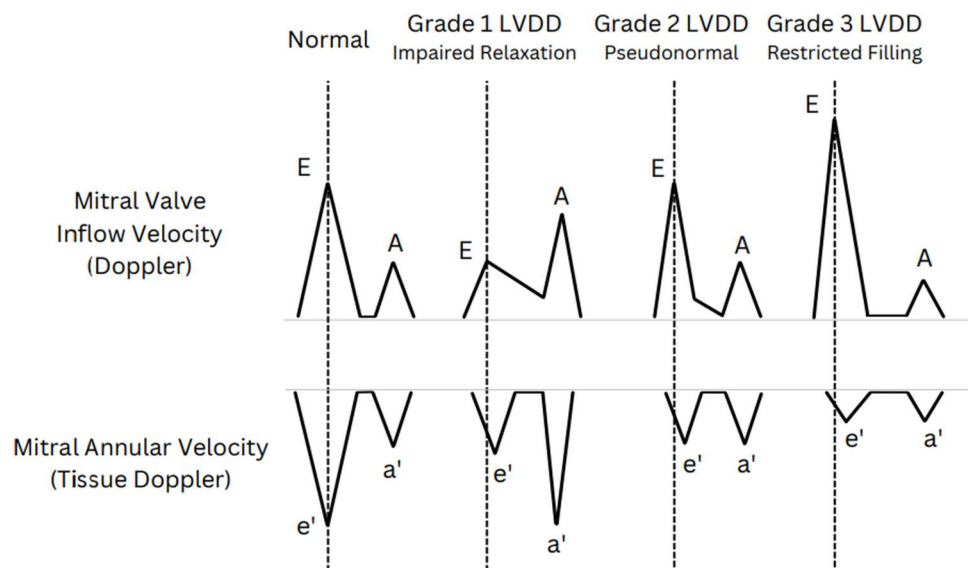 Normal
Grade 1 LVDD
Impaired Relaxation
Grade 2 LVDD
Pseudonormal
Grade 3 LVDD
Restricted Filling
Mitral Valve
Inflow Velocity
(Doppler)
E
A
E
A
E
A
E
A
Mitral Annular Velocity
(Tissue Doppler)
e'
a'
e'
a'
e'
a'
e'
a'